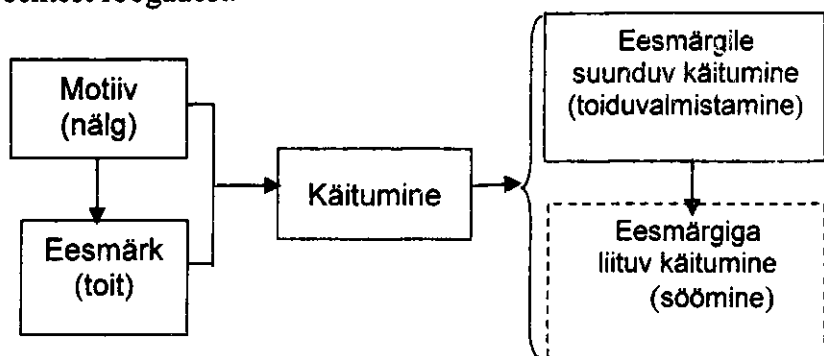 Motiiv
(nälg)
Eesmärk
(toit)
Käitumine
Eesmärgile
suunduv käitumine
(toiduvalmistamine)
Eesmärgiga
liituv käitumine
(söömine)